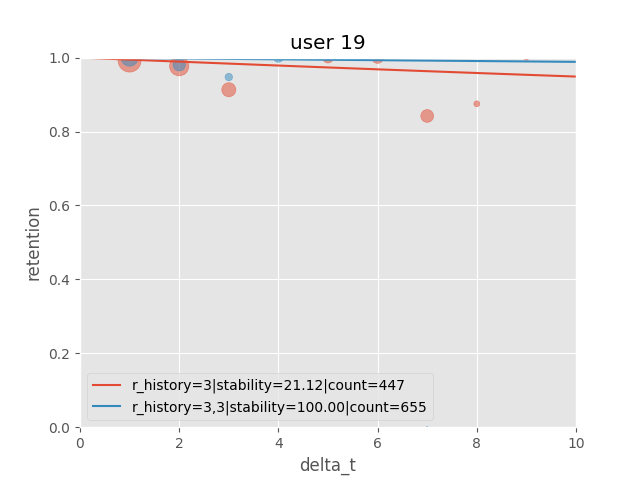 user 19
1.0
0.8
0.6
0.4
0.2
0.0
retention
r_history=3|stability=21.12|count=447
r_history=3,3|stability=100.00|count=655
0 2 4 6 8 10
delta_t